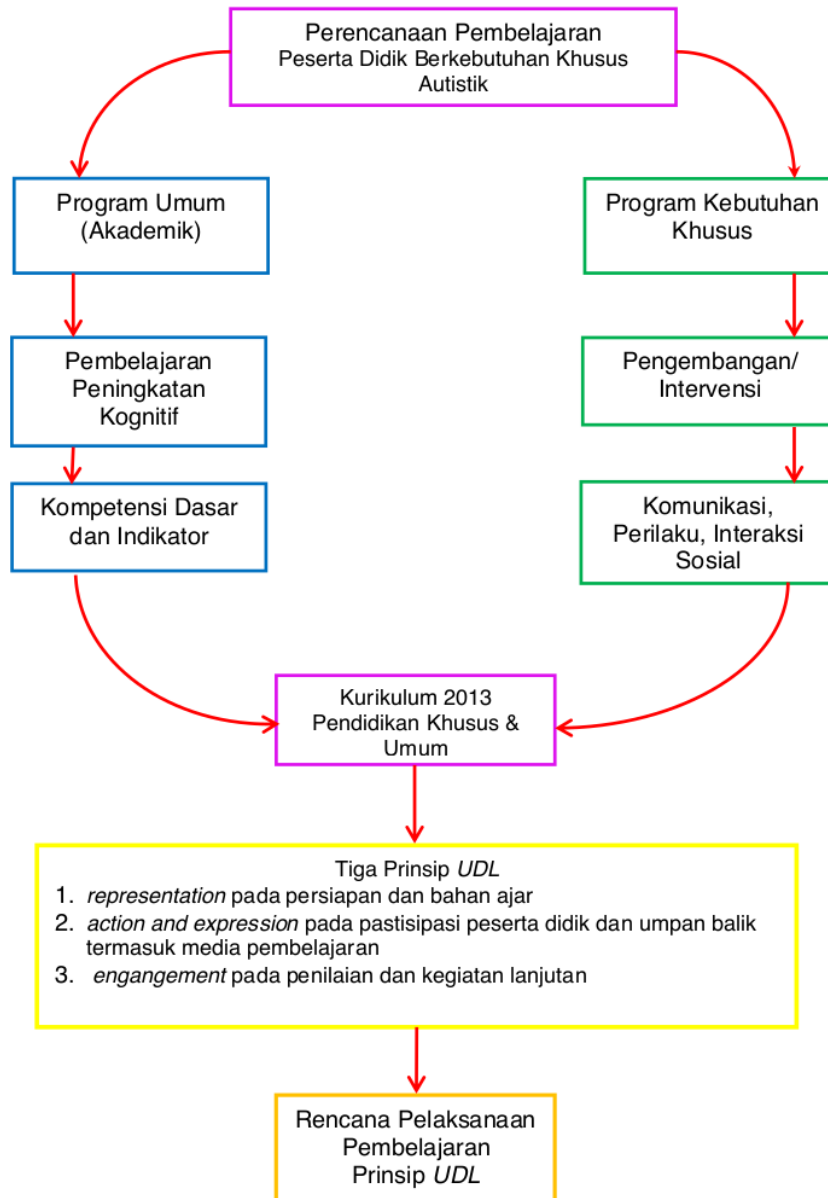 Perencanaan Pembelajaran
Peserta Didik Berkebutuhan Khusus
Autistik
Program Umum
(Akademik)
Program Kebutuhan
Khusus
Pembelajaran
Peningkatan
Kognitif
Pengembangan/
Intervensi
Kompetensi Dasar
dan Indikator
Komunikasi,
Perilaku, Interaksi
Sosial
Kurikulum 2013
Pendidikan Khusus &
Umum
Tiga Prinsip UDL
1. representation pada persiapan dan bahan ajar
2. action and expression pada pastisipasi peserta didik dan umpan balik
termasuk media pembelajaran
3. engangement pada penilaian dan kegiatan lanjutan
Rencana Pelaksanaan
Pembelajaran
Prinsip UDL